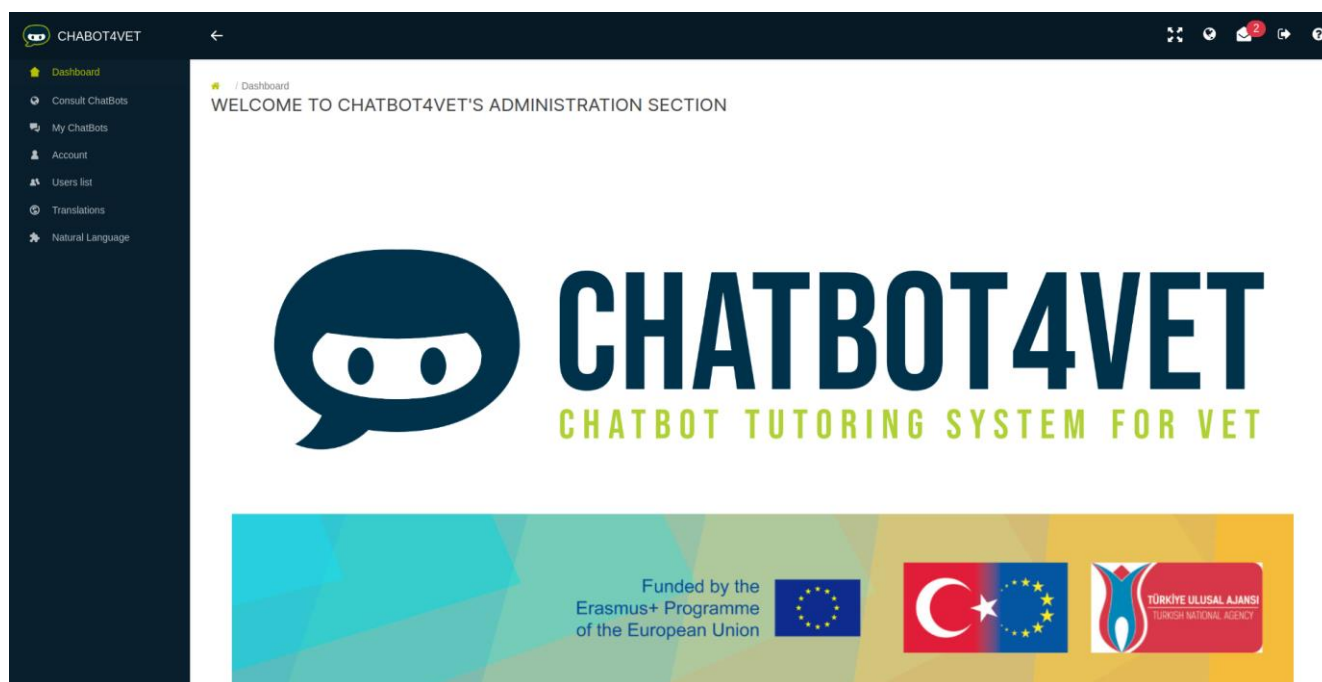 CHABOT4VET
2
Dashboard
Consult ChatBots
My ChatBots
Account
Users list
Translations
Natural Language
/ Dashboard
WELCOME TO CHATBOT4VET'S ADMINISTRATION SECTION
CHATBOT4VET
CHATBOT TUTORING SYSTEM FOR VET
Funded by the
Erasmus+ Programme
of the European Union
TÜRKİYE ULUSAL AJANSI
TURKISH NATIONAL AGENCY